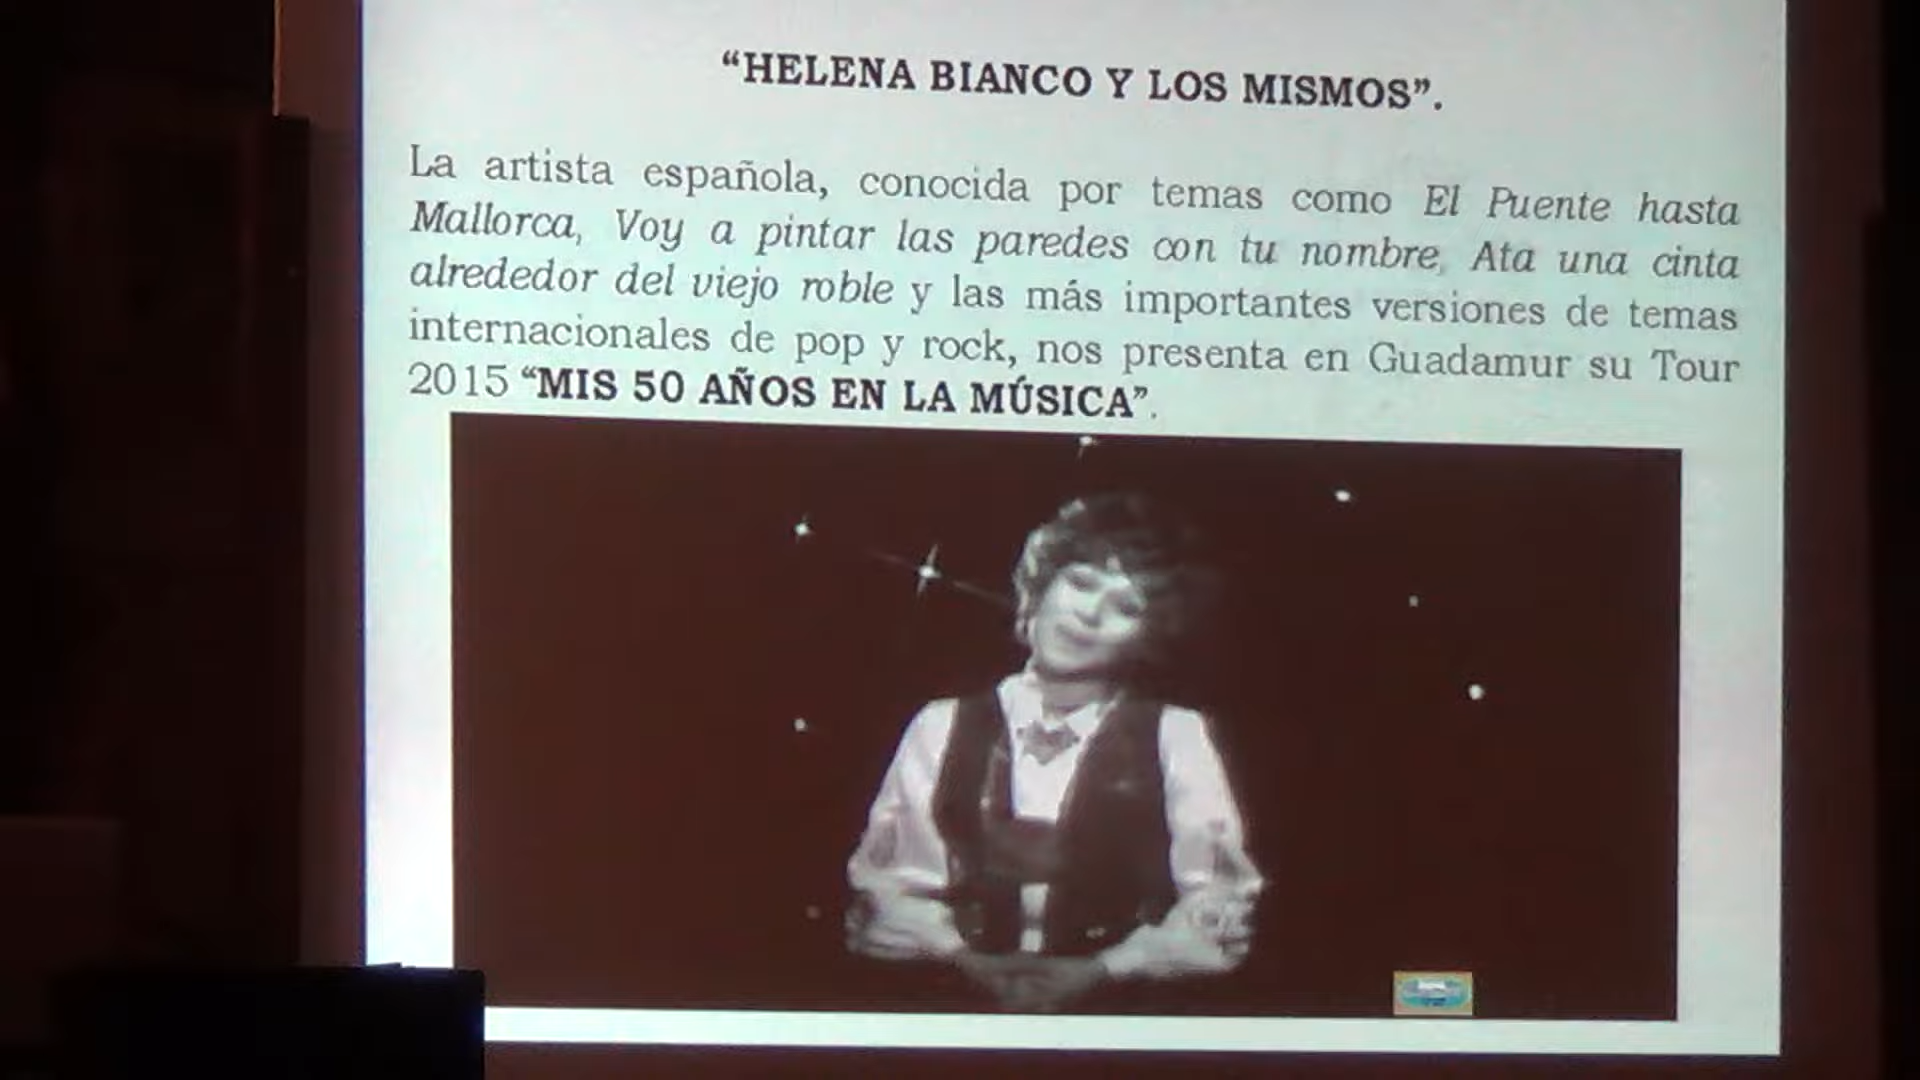 “HELENA BIANCO Y LOS MISMOS”.
La artista española, conocida por temas como El Puente hasta
Mallorca, Voy a pintar las paredes con tu nombre, Ata una cinta
alrededor del viejo roble y las más importantes versiones de temas
internacionales de pop y rock, nos presenta en Guadamur su Tour
2015 “MIS 50 AÑOS EN LA MÚSICA”.